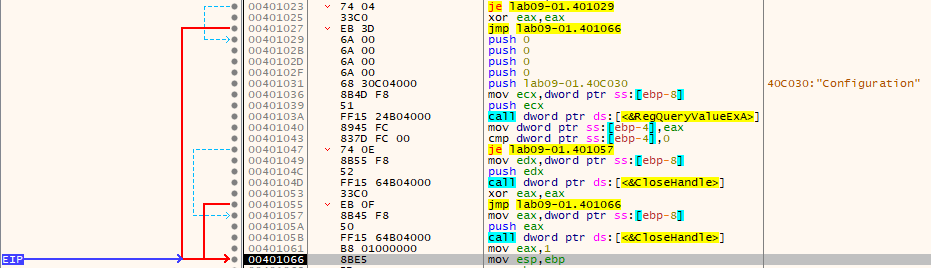 00401023 74 04 je lab09-01.401029
00401025 33C0 xor eax,eax
00401027 EB 3D jmp lab09-01.401066
00401029 6A 00 push 0
0040102B 6A 00 push 0
0040102D 6A 00 push 0
0040102F 6A 00 push 0
00401031 68 30C04000 push lab09-01.40C030 40C030:"Configuration"
00401036 8B4D F8 mov ecx,dword ptr ss:[ebp-8]
00401039 51 push ecx
0040103A FF15 24B04000 call dword ptr ds:[<&RegQueryValueExA>]
00401040 8945 FC mov dword ptr ss:[ebp-4],eax
00401043 837D FC 00 cmp dword ptr ss:[ebp-4],0
00401047 74 0E je lab09-01.401057
00401049 8B55 F8 mov edx,dword ptr ss:[ebp-8]
0040104C 52 push edx
0040104D FF15 64B04000 call dword ptr ds:[<&CloseHandle>]
00401053 33C0 xor eax,eax
00401055 EB 0F jmp lab09-01.401066
00401057 8B45 F8 mov eax,dword ptr ss:[ebp-8]
0040105A 50 push eax
0040105B FF15 64B04000 call dword ptr ds:[<&CloseHandle>]
00401061 B8 01000000 mov eax,1
EIP 00401066 8BE5 mov esp,ebp